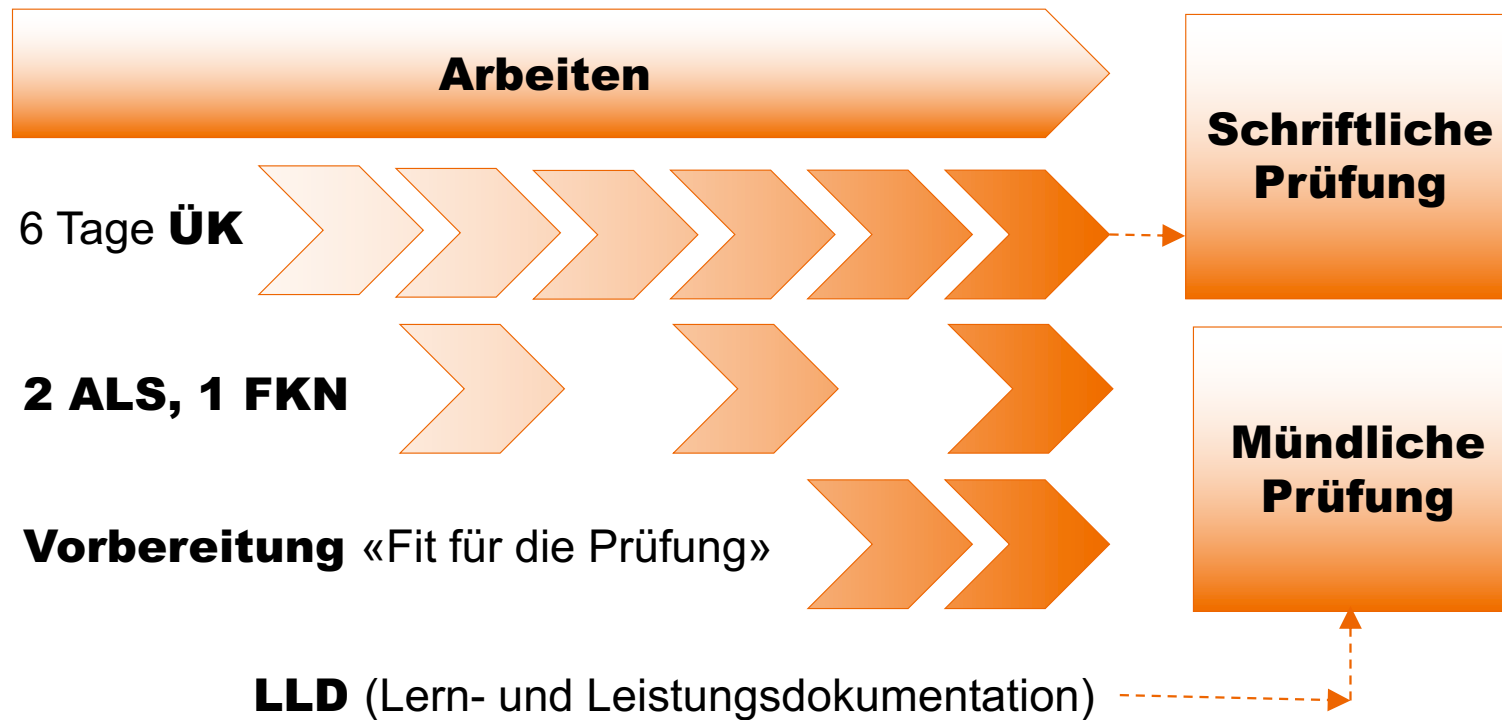 Arbeiten
Schriftliche
Prüfung
6 Tage ÜK
2 ALS, 1 FKN
Mündliche
Prüfung
Vorbereitung «Fit für die Prüfung»
LLD (Lern- und Leistungsdokumentation)